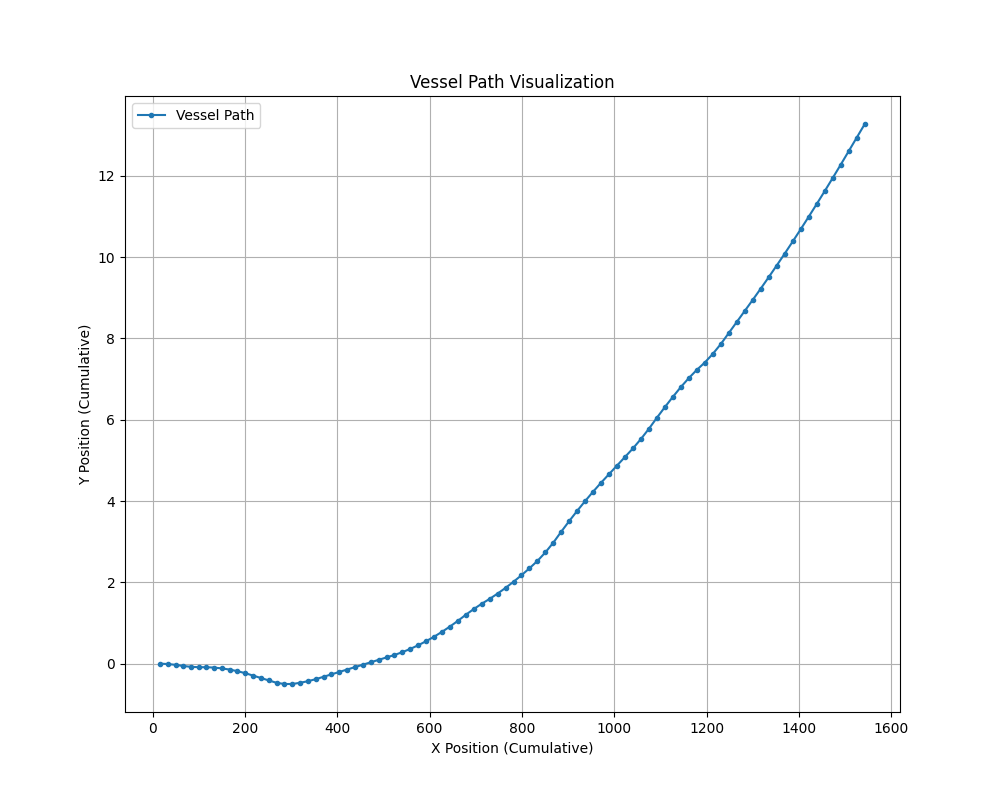 Vessel Path Visualization
Vessel Path
Y Position (Cumulative)
12
10
8
6
4
2
0
0 200 400 600 800 1000 1200 1400 1600
X Position (Cumulative)